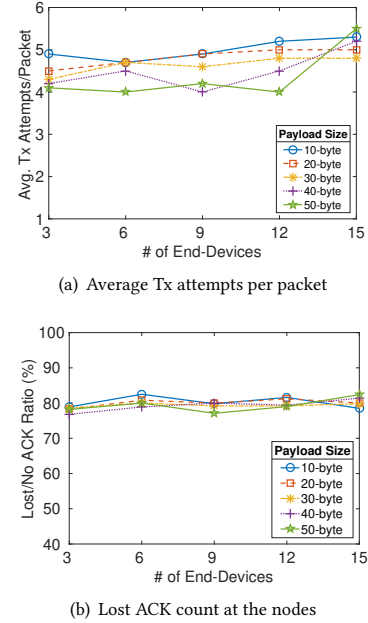 6
5
4
3
2
1
Avg. Tx Attempts/Packet
Payload Size
10-byte
20-byte
30-byte
40-byte
50-byte
3 6 9 12 15
# of End-Devices
(a) Average Tx attempts per packet
100
90
80
70
60
50
40
Lost/No ACK Ratio (%)
Payload Size
10-byte
20-byte
30-byte
40-byte
50-byte
3 6 9 12 15
# of End-Devices
(b) Lost ACK count at the nodes